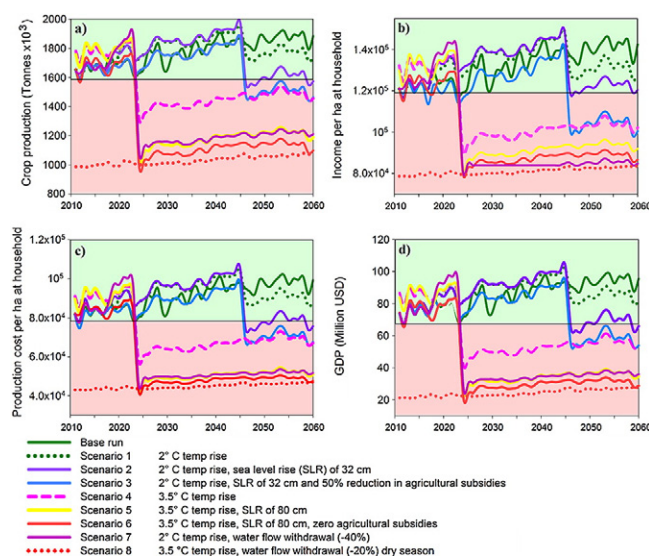 a)
Crop production (Tonnes x10³)
2000
1800
1600
1400
1200
1000
800
2010 2020 2030 2040 2050 2060
b)
Income per ha at household
1.4x10⁵
1.2x10⁵
10⁵
8.0x10⁴
2010 2020 2030 2040 2050 2060
c)
Production cost per ha at household
1.2x10⁵
10⁵
8.0x10⁴
6.0x10⁴
4.0x10⁴
2010 2020 2030 2040 2050 2060
d)
GDP (Million USD)
120
100
80
60
40
20
2010 2020 2030 2040 2050 2060
Base run
Scenario 1 2° C temp rise
Scenario 2 2° C temp rise, sea level rise (SLR) of 32 cm
Scenario 3 2° C temp rise, SLR of 32 cm and 50% reduction in agricultural subsidies
Scenario 4 3.5° C temp rise
Scenario 5 3.5° C temp rise, SLR of 80 cm
Scenario 6 3.5° C temp rise, SLR of 80 cm, zero agricultural subsidies
Scenario 7 2° C temp rise, water flow withdrawal (-40%)
Scenario 8 3.5 °C temp rise, water flow withdrawal (-20%) dry season